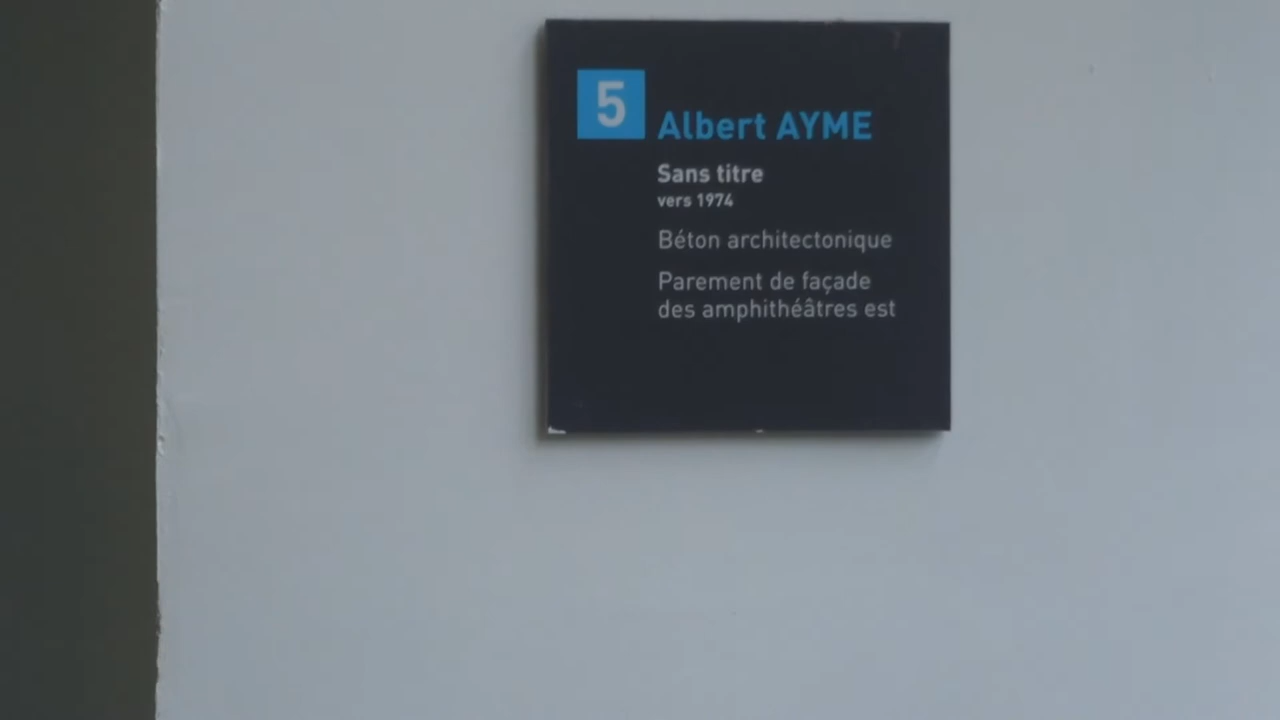 5
Albert AYME
Sans titre
vers 1974
Béton architectonique
Parement de façade
des amphithéâtres est